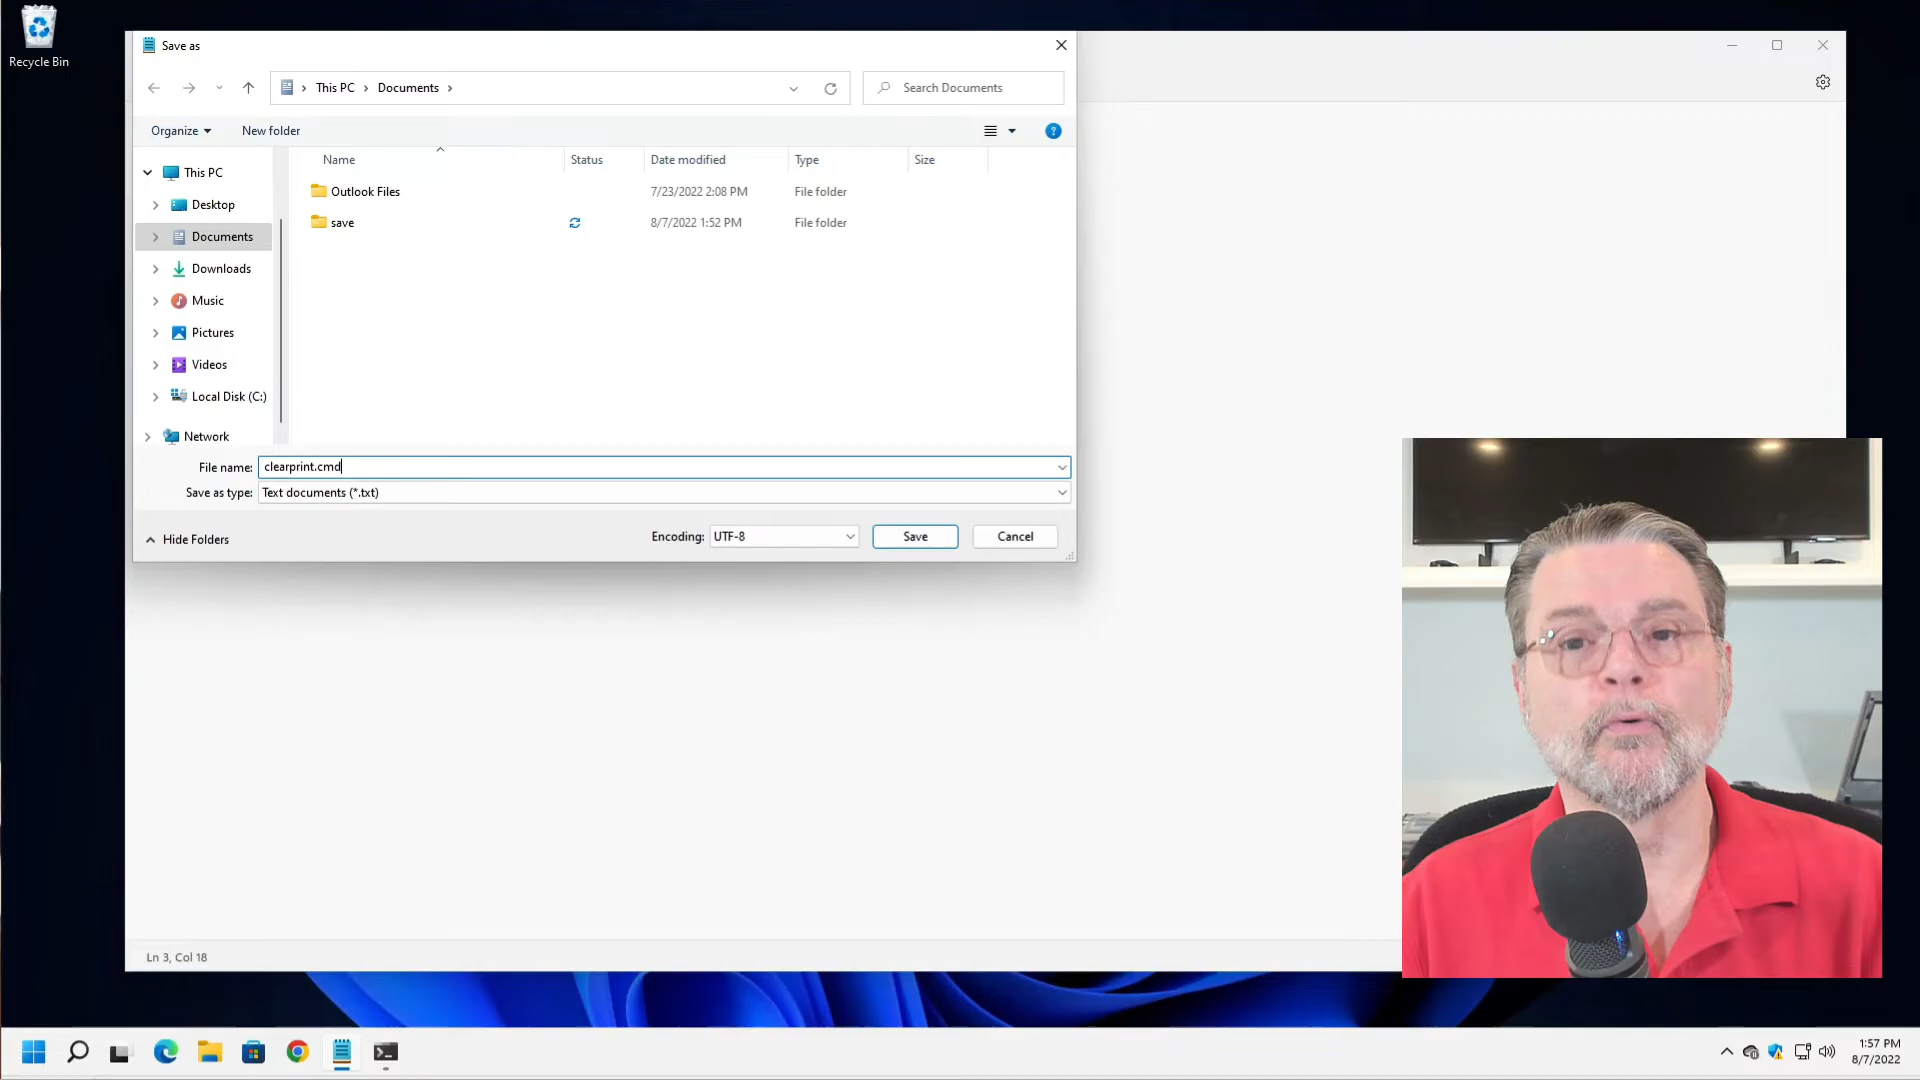 Recycle Bin
Save as
This PC
Documents
Search Documents
Organize
New folder
Name
Status
Date modified
Type
Size
This PC
Desktop
Documents
Downloads
Music
Pictures
Videos
Local Disk (C:)
Network
Outlook Files
7/23/2022 2:08 PM
File folder
save
8/7/2022 1:52 PM
File folder
File name:
clearprint.cmd
Save as type:
Text documents (*.txt)
Hide Folders
Encoding:
UTF-8
Save
Cancel
Ln 3, Col 18
1:57 PM
8/7/2022